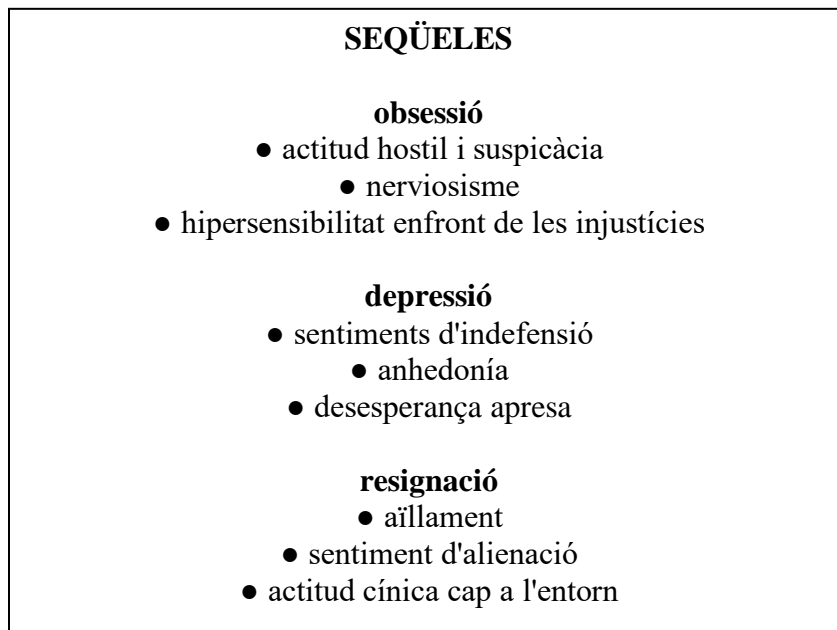 SEQÜELES
obsessió
● actitud hostil i suspicàcia
● nerviosisme
● hipersensibilitat enfront de les injustícies
depressió
● sentiments d'indefensió
● anhedonía
● desesperança apresa
resignació
● aïllament
● sentiment d'alienació
● actitud cínica cap a l'entorn